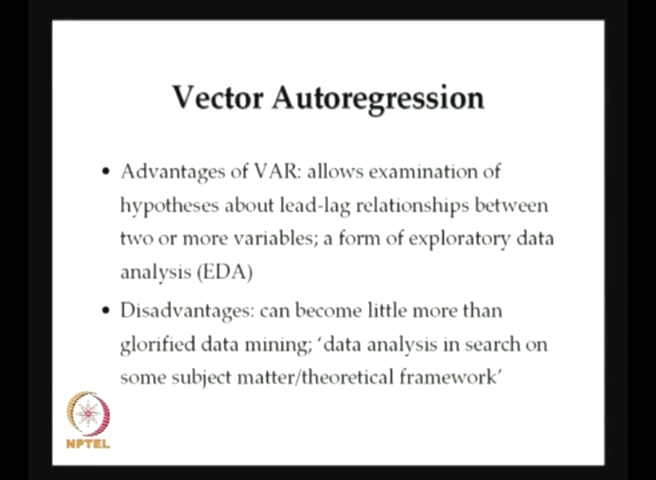 Vector Autoregression
• Advantages of VAR: allows examination of
hypotheses about lead-lag relationships between
two or more variables; a form of exploratory data
analysis (EDA)
• Disadvantages: can become little more than
glorified data mining; ‘data analysis in search on
some subject matter/theoretical framework’
NPTEL